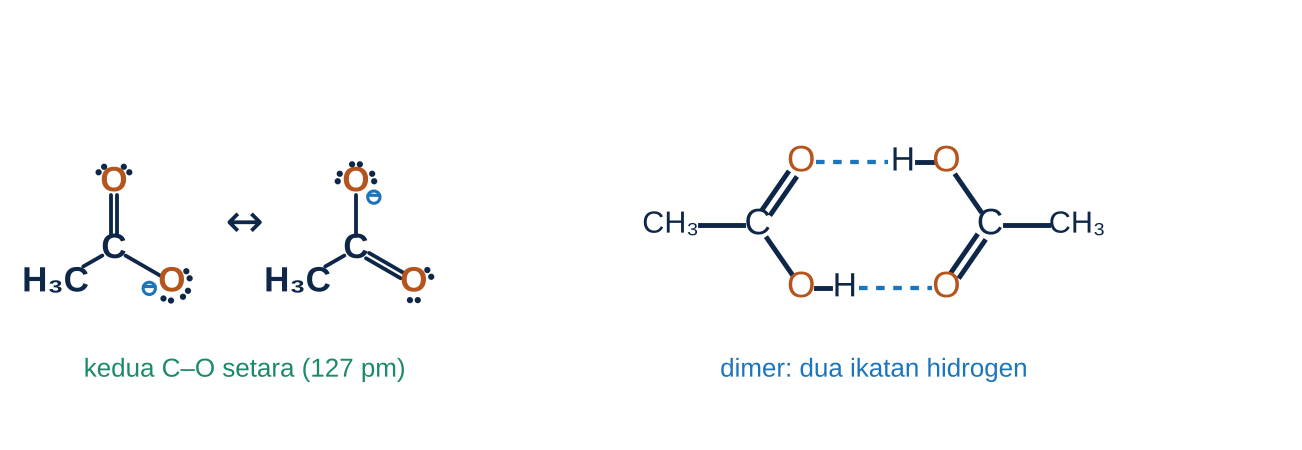 O
C
H₃C
O
⊖
↔
O
⊖
C
H₃C
O
kedua C–O setara (127 pm)
O
H
O
CH₃
C
C
CH₃
O
H
O
dimer: dua ikatan hidrogen